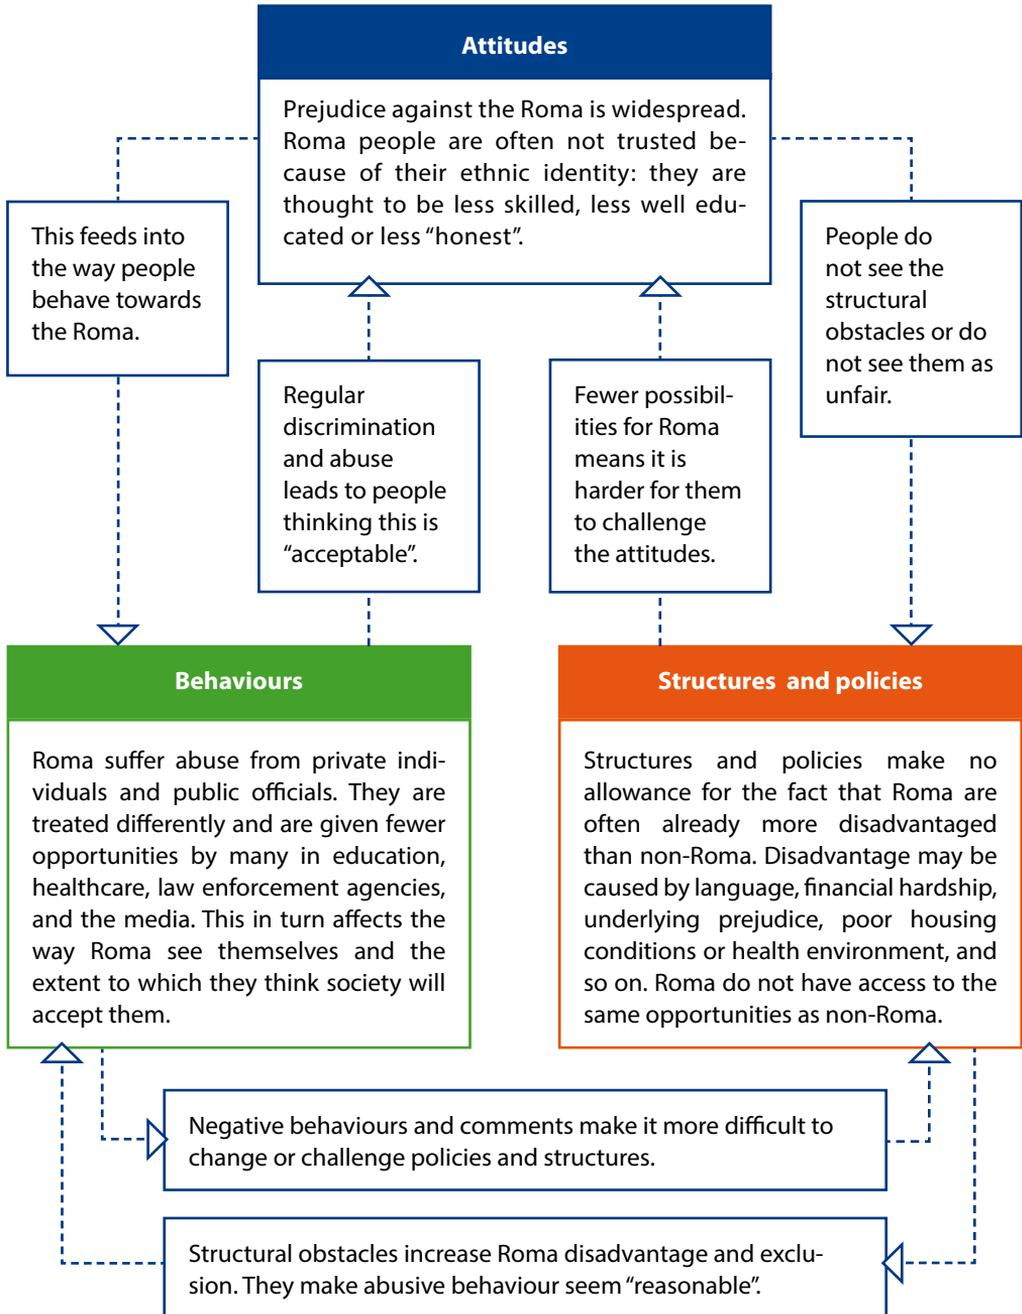 Attitudes
Prejudice against the Roma is widespread.
Roma people are often not trusted be-
cause of their ethnic identity: they are
thought to be less skilled, less well edu-
cated or less “honest”.
This feeds into
the way people
behave towards
the Roma.
People do
not see the
structural
obstacles or do
not see them as
unfair.
Regular
discrimination
and abuse
leads to people
thinking this is
“acceptable”.
Fewer possibil-
ities for Roma
means it is
harder for them
to challenge
the attitudes.
Behaviours
Roma suffer abuse from private indi-
viduals and public officials. They are
treated differently and are given fewer
opportunities by many in education,
healthcare, law enforcement agencies,
and the media. This in turn affects the
way Roma see themselves and the
extent to which they think society will
accept them.
Structures and policies
Structures and policies make no
allowance for the fact that Roma are
often already more disadvantaged
than non-Roma. Disadvantage may be
caused by language, financial hardship,
underlying prejudice, poor housing
conditions or health environment, and
so on. Roma do not have access to the
same opportunities as non-Roma.
Negative behaviours and comments make it more difficult to
change or challenge policies and structures.
Structural obstacles increase Roma disadvantage and exclu-
sion. They make abusive behaviour seem “reasonable”.